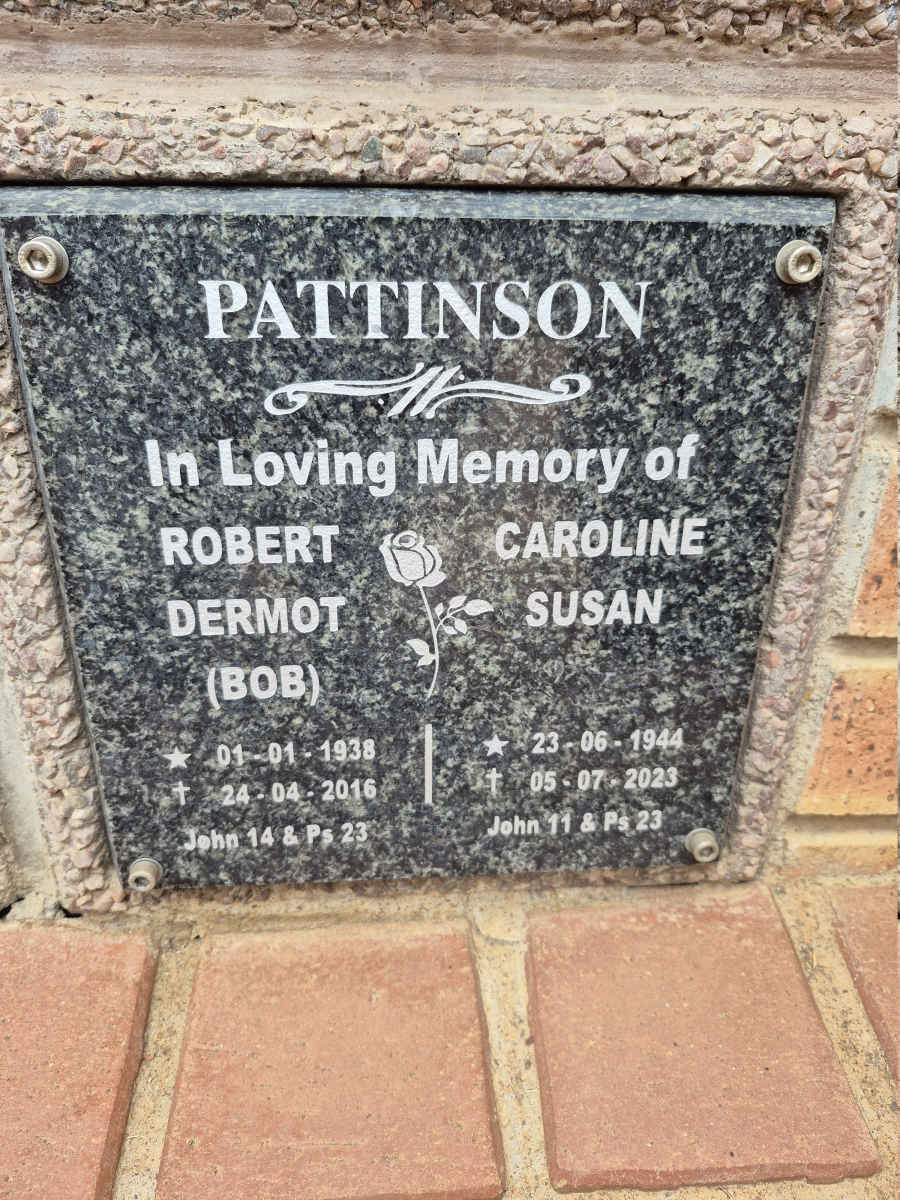 PATTINSON
In Loving Memory of
ROBERT
DERMOT
(BOB)
01 - 01 - 1938
24 - 04 - 2016
John 14 & Ps 23
CAROLINE
SUSAN
23 - 06 - 1944
05 - 07 - 2023
John 11 & Ps 23